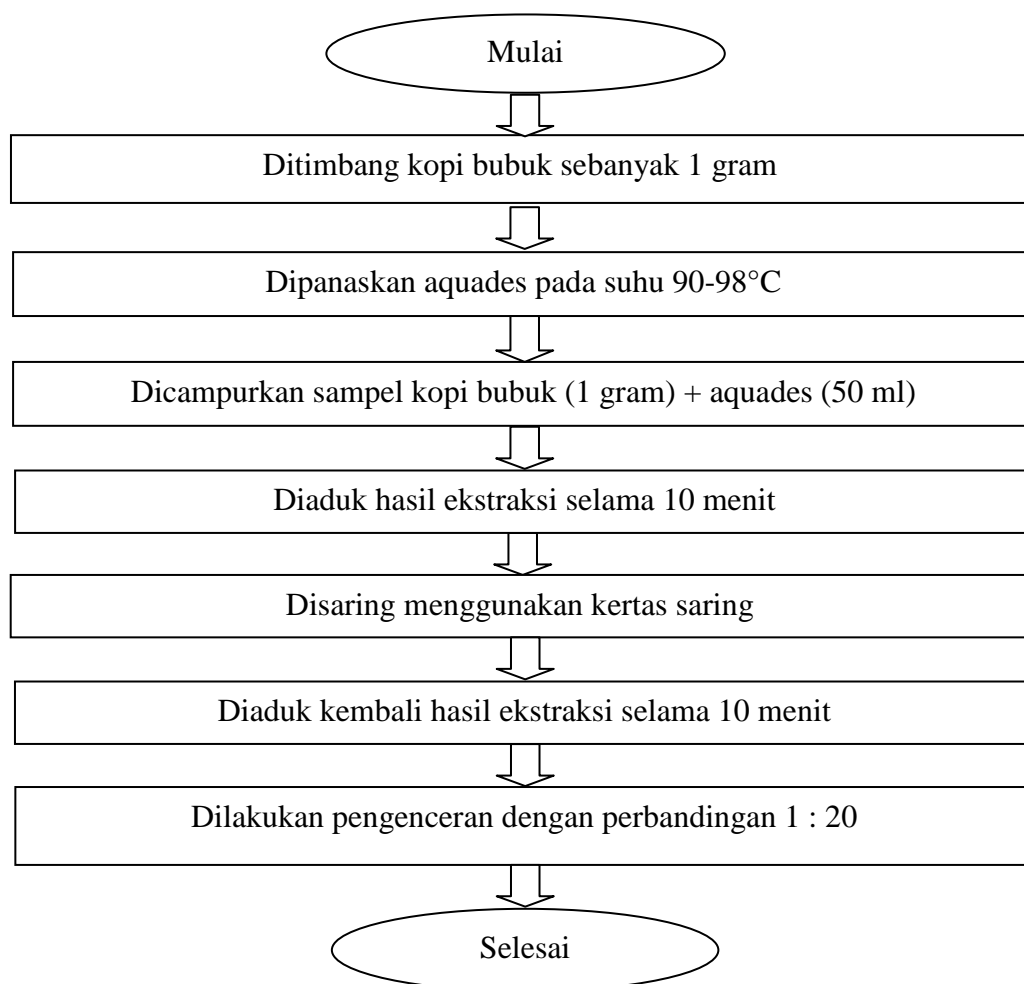 Mulai
Ditimbang kopi bubuk sebanyak 1 gram
Dipanaskan aquades pada suhu 90-98°C
Dicampurkan sampel kopi bubuk (1 gram) + aquades (50 ml)
Diaduk hasil ekstraksi selama 10 menit
Disaring menggunakan kertas saring
Diaduk kembali hasil ekstraksi selama 10 menit
Dilakukan pengenceran dengan perbandingan 1 : 20
Selesai